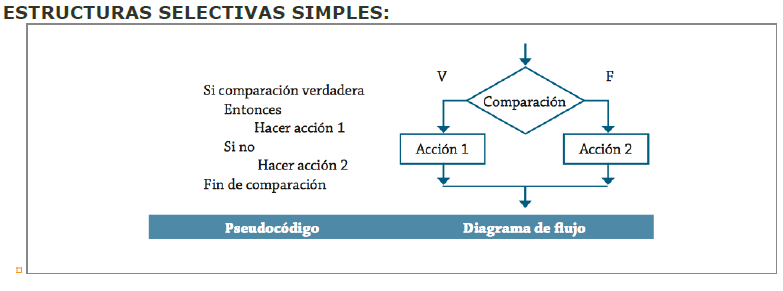 ESTRUCTURAS SELECTIVAS SIMPLES:
Si comparación verdadera
Entonces
Hacer acción 1
Si no
Hacer acción 2
Fin de comparación
V
F
Comparación
Acción 1
Acción 2
Pseudocódigo
Diagrama de flujo